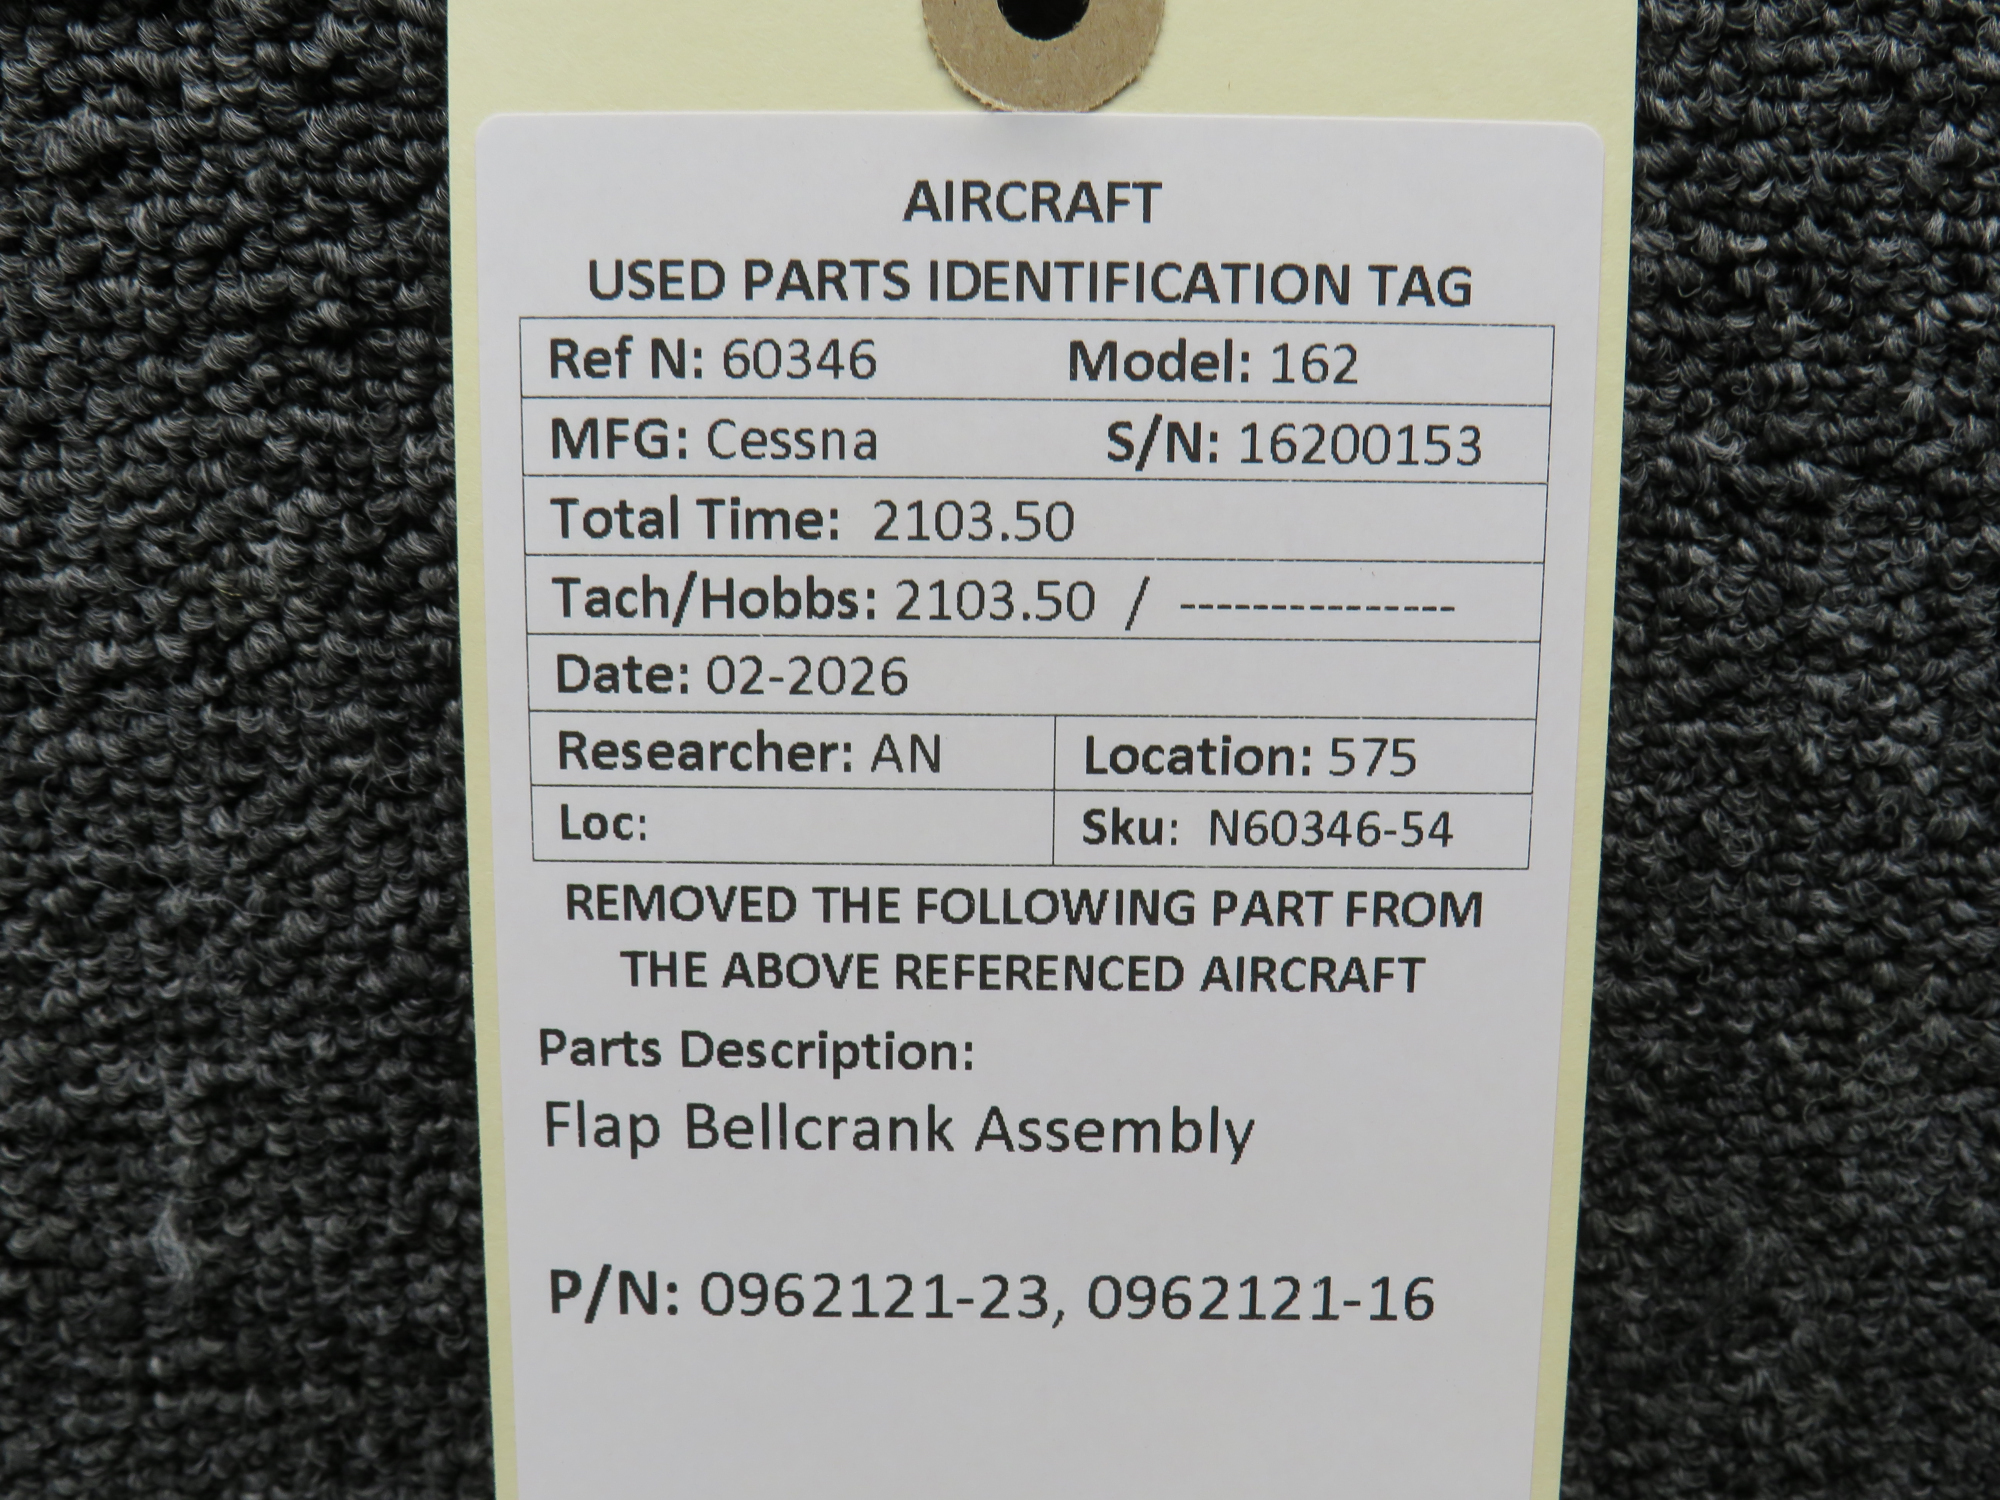 AIRCRAFT
USED PARTS IDENTIFICATION TAG
Ref N: 60346 Model: 162
MFG: Cessna S/N: 16200153
Total Time: 2103.50
Tach/Hobbs: 2103.50 / ---------------
Date: 02-2026
Researcher: AN Location: 575
Loc: Sku: N60346-54
REMOVED THE FOLLOWING PART FROM
THE ABOVE REFERENCED AIRCRAFT
Parts Description:
Flap Bellcrank Assembly
P/N: 0962121-23, 0962121-16